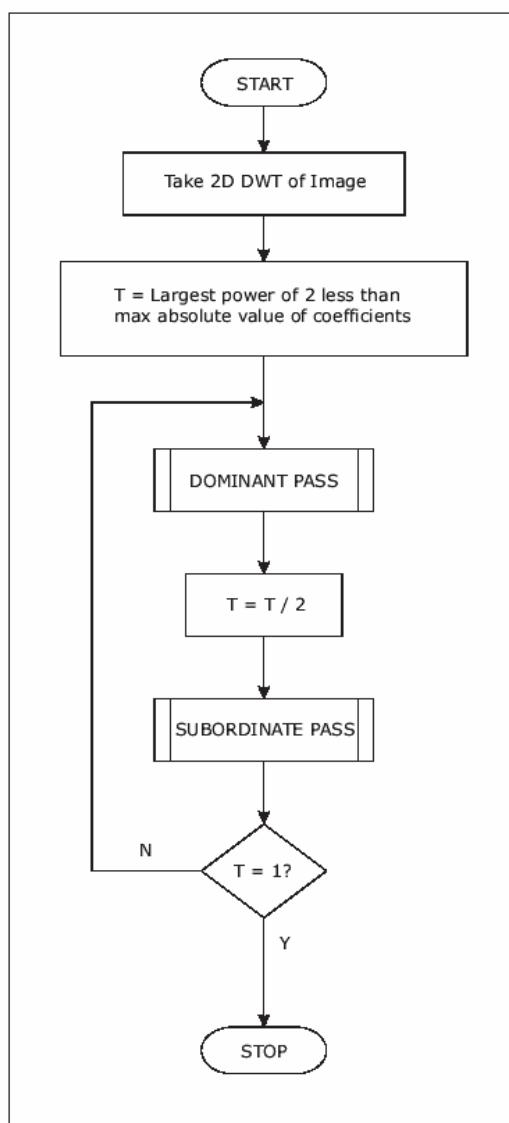 START
Take 2D DWT of Image
T = Largest power of 2 less than
max absolute value of coefficients
DOMINANT PASS
T = T / 2
SUBORDINATE PASS
N
T = 1?
Y
STOP